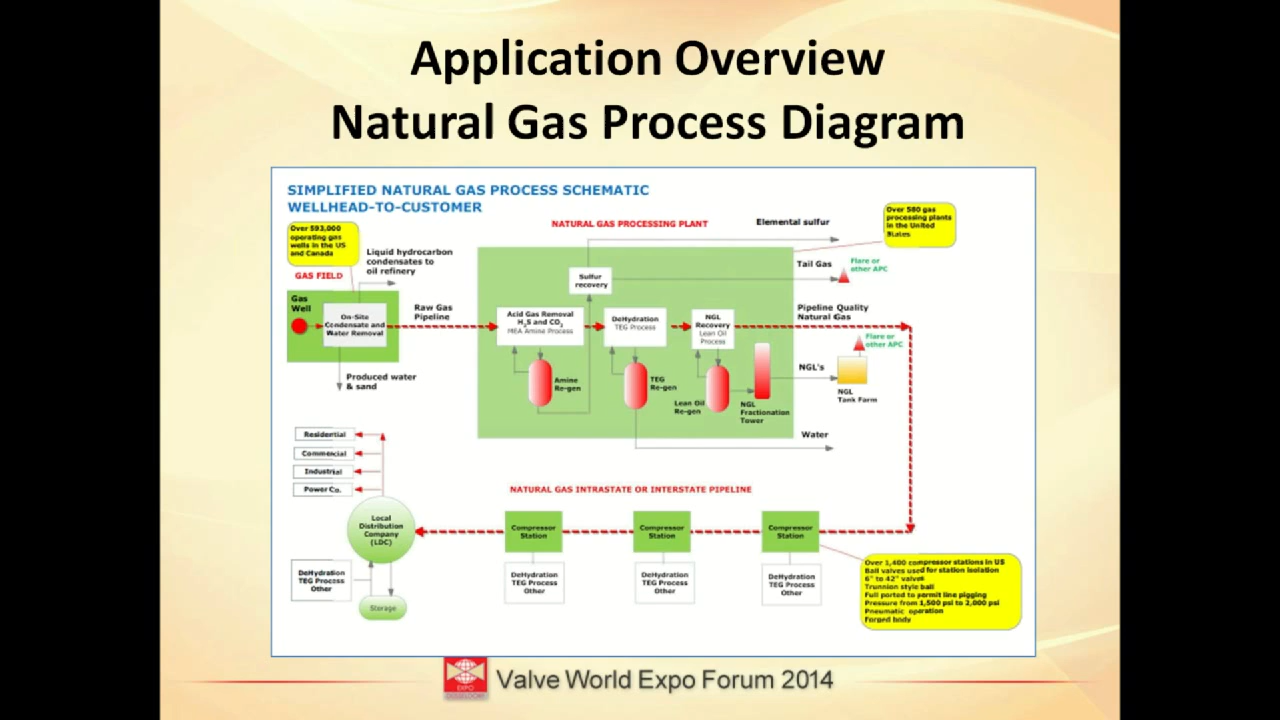 Application Overview
Natural Gas Process Diagram
SIMPLIFIED NATURAL GAS PROCESS SCHEMATIC
WELLHEAD-TO-CUSTOMER
Over 593,000
operating gas
wells in the US
and Canada
GAS FIELD
Liquid hydrocarbon
condensates to
oil refinery
Gas
Well
On-Site
Condensate and
Water Removal
Raw Gas
Pipeline
Produced water
& sand
NATURAL GAS PROCESSING PLANT
Elemental sulfur
Over 580 gas
processing plants
in the United
States
Sulfur
recovery
Tail Gas
Flare or
other APC
Acid Gas Removal
H2S and CO2
MEA Amine Process
DeHydration
TEG Process
NGL
Recovery
Lean Oil
Process
Pipeline Quality
Natural Gas
Flare or
other APC
Amine
Re-gen
TEG
Re-gen
Lean Oil
Re-gen
NGL
Fractionation
Tower
NGL's
NGL
Tank Farm
Water
Residential
Commercial
Industrial
Power Co.
NATURAL GAS INTRASTATE OR INTERSTATE PIPELINE
Local
Distribution
Company
(LDC)
Compressor
Station
Compressor
Station
Compressor
Station
DeHydration
TEG Process
Other
Storage
DeHydration
TEG Process
Other
DeHydration
TEG Process
Other
DeHydration
TEG Process
Other
Over 1,400 compressor stations in US
Ball valves used for station isolation
6" to 42" valves
Trunnion style ball
Full ported to permit line pigging
Pressure from 1,500 psi to 2,000 psi
Pneumatic operation
Forged body
EXPO
Valve World Expo Forum 2014